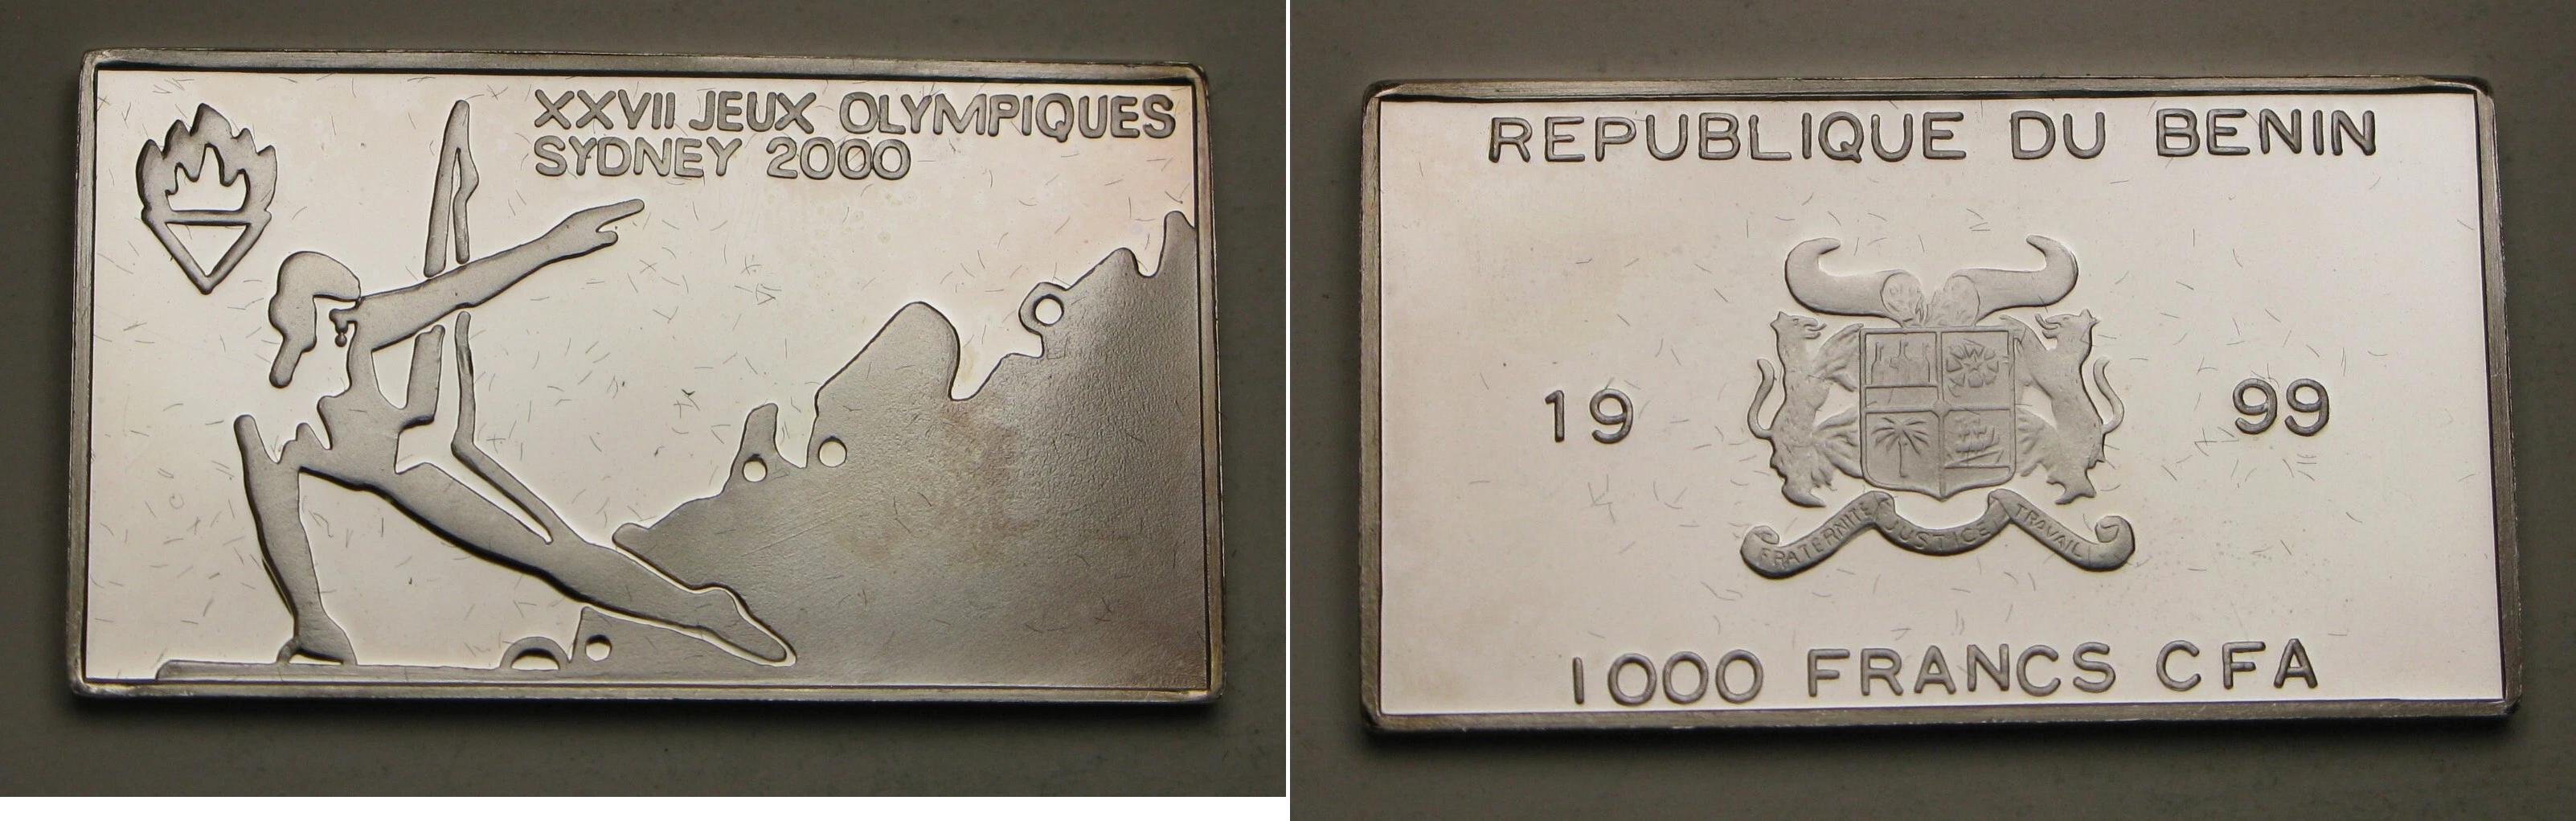 XXVII JEUX OLYMPIQUES
SYDNEY 2000
REPUBLIQUE DU BENIN
19 99
FRATERNITE JUSTICE TRAVAIL
1000 FRANCS CFA